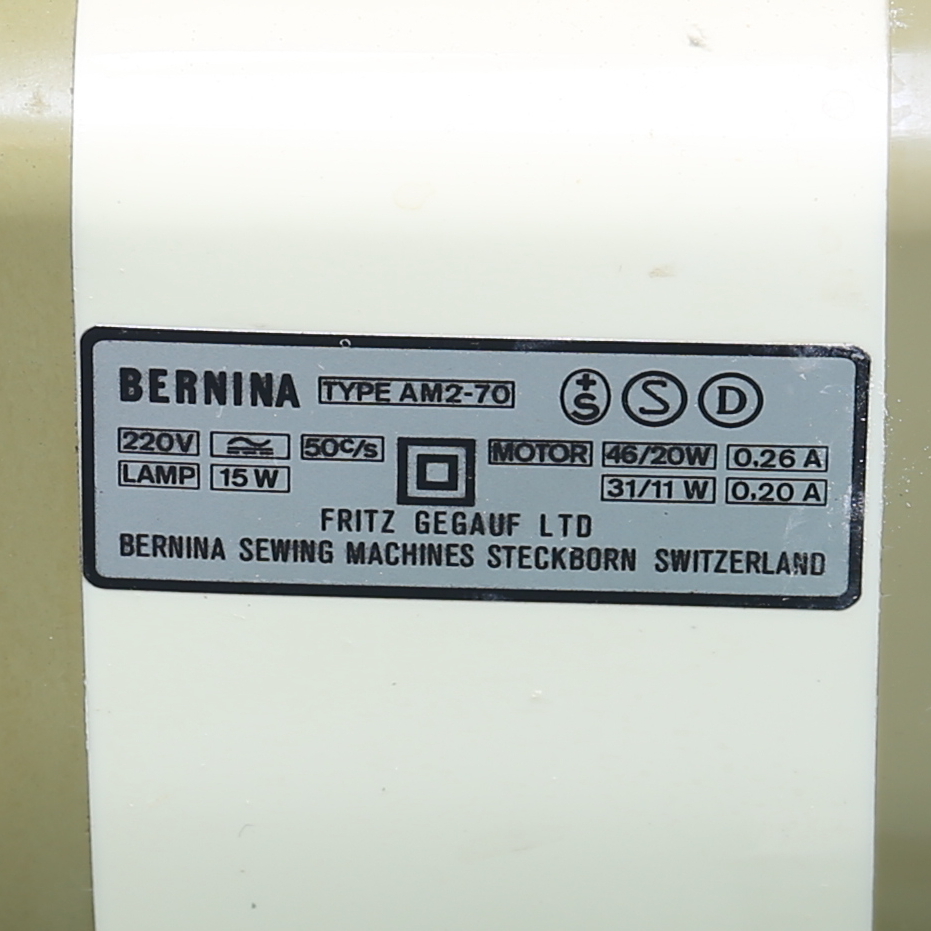 BERNINA TYPE AM2-70 +S S D
220V ≂ 50c/s MOTOR 46/20W 0,26 A
LAMP 15 W 31/11 W 0,20 A
FRITZ GEGAUF LTD
BERNINA SEWING MACHINES STECKBORN SWITZERLAND